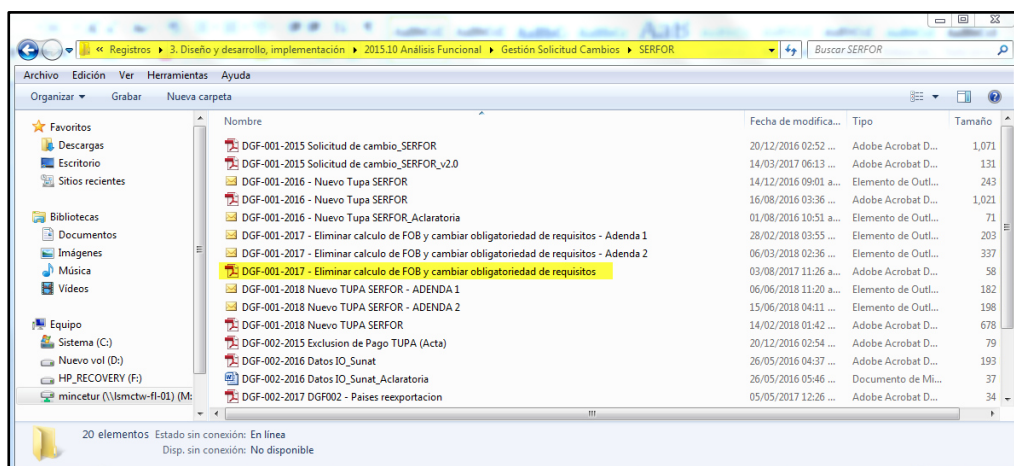 « Registros ▸ 3. Diseño y desarrollo, implementación ▸ 2015.10 Análisis Funcional ▸ Gestión Solicitud Cambios ▸ SERFOR
Buscar SERFOR
Archivo Edición Ver Herramientas Ayuda
Organizar Grabar Nueva carpeta
Nombre Fecha de modifica... Tipo Tamaño
Favoritos
Descargas
Escritorio
Sitios recientes
Bibliotecas
Documentos
Imágenes
Música
Vídeos
Equipo
Sistema (C:)
Nuevo vol (D:)
HP_RECOVERY (F:)
mincetur (\\lsmctw-fl-01) (M:
DGF-001-2015 Solicitud de cambio_SERFOR 20/12/2016 02:52 ... Adobe Acrobat D... 1,071
DGF-001-2015 Solicitud de cambio_SERFOR_v2.0 14/03/2017 06:13 ... Adobe Acrobat D... 131
DGF-001-2016 - Nuevo Tupa SERFOR 14/12/2016 09:01 a... Elemento de Outl... 243
DGF-001-2016 - Nuevo Tupa SERFOR 16/08/2016 03:36 ... Adobe Acrobat D... 1,021
DGF-001-2016 - Nuevo Tupa SERFOR_Aclaratoria 01/08/2016 10:51 a... Elemento de Outl... 71
DGF-001-2017 - Eliminar calculo de FOB y cambiar obligatoriedad de requisitos - Adenda 1 28/02/2018 03:55 ... Elemento de Outl... 203
DGF-001-2017 - Eliminar calculo de FOB y cambiar obligatoriedad de requisitos - Adenda 2 06/03/2018 02:36 ... Elemento de Outl... 337
DGF-001-2017 - Eliminar calculo de FOB y cambiar obligatoriedad de requisitos 03/08/2017 11:26 a... Adobe Acrobat D... 58
DGF-001-2018 Nuevo TUPA SERFOR - ADENDA 1 06/06/2018 11:20 a... Elemento de Outl... 182
DGF-001-2018 Nuevo TUPA SERFOR - ADENDA 2 15/06/2018 04:11 ... Elemento de Outl... 198
DGF-001-2018 Nuevo TUPA SERFOR 14/02/2018 01:42 ... Adobe Acrobat D... 678
DGF-002-2015 Exclusion de Pago TUPA (Acta) 20/12/2016 02:54 ... Adobe Acrobat D... 79
DGF-002-2016 Datos IO_Sunat 26/05/2016 04:37 ... Adobe Acrobat D... 193
DGF-002-2016 Datos IO_Sunat_Aclaratoria 26/05/2016 05:46 ... Documento de Mi... 37
DGF-002-2017 DGF002 - Paises reexportacion 05/05/2017 12:26 ... Adobe Acrobat D... 34
20 elementos Estado sin conexión: En línea
Disp. sin conexión: No disponible